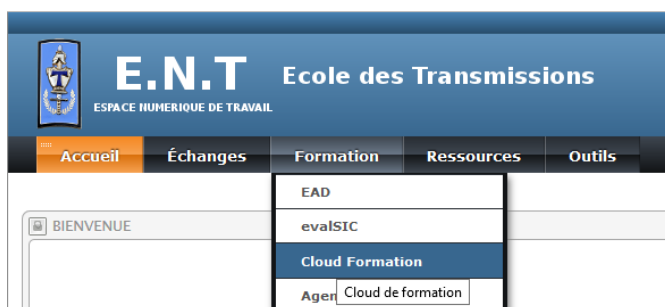 E.N.T Ecole des Transmissions
ESPACE NUMERIQUE DE TRAVAIL
Accueil Échanges Formation Ressources Outils
EAD
BIENVENUE evalSIC
Cloud Formation
Cloud de formation